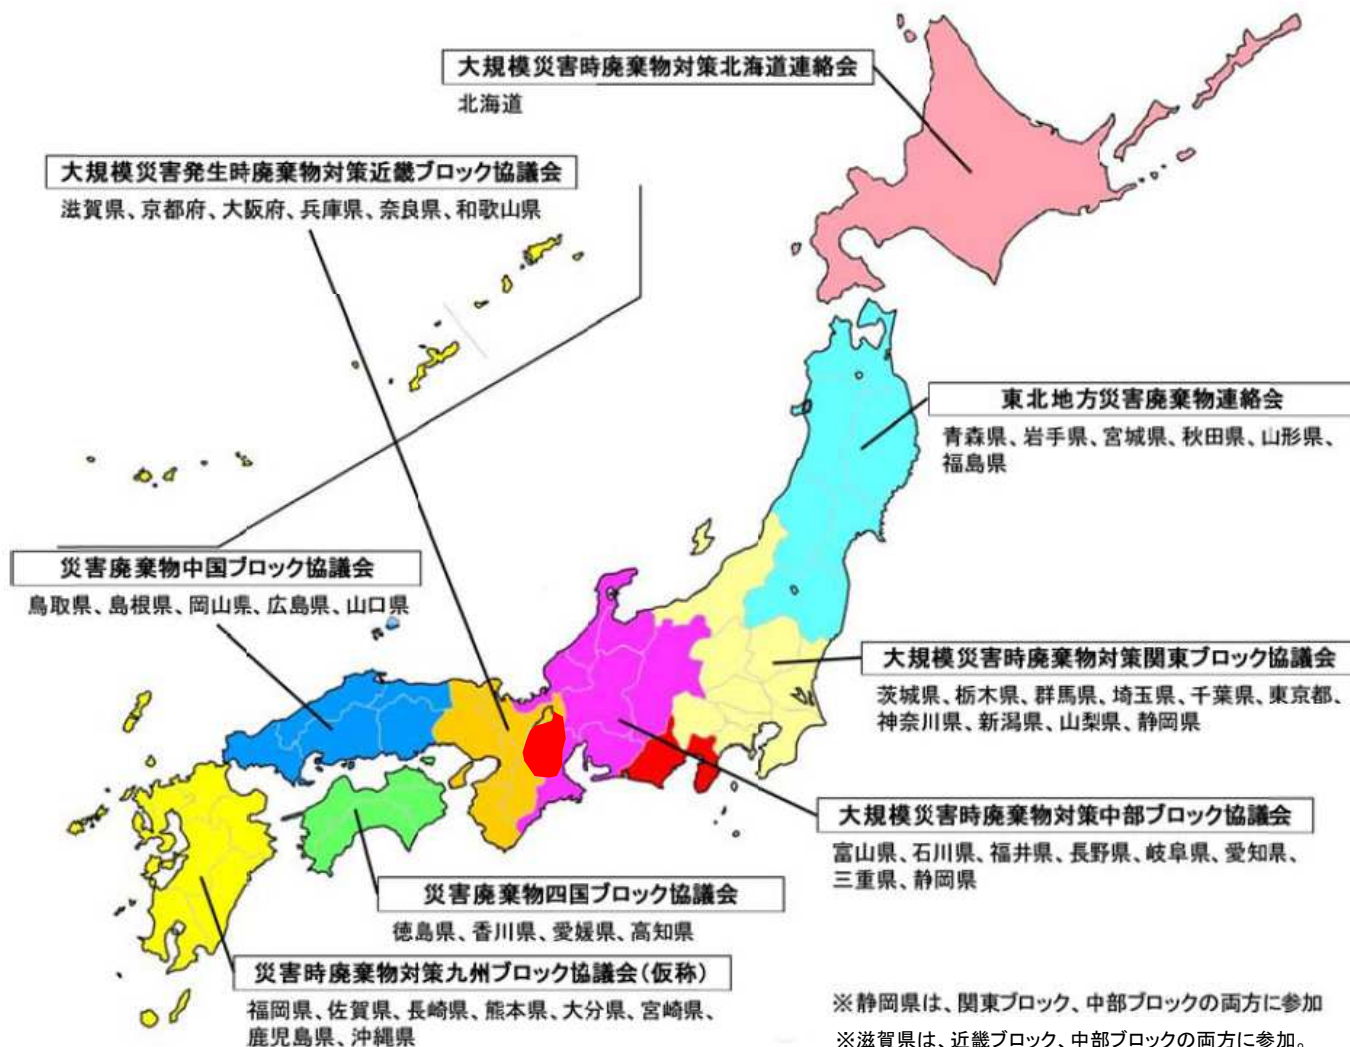 大規模災害時廃棄物対策北海道連絡会
北海道
大規模災害発生時廃棄物対策近畿ブロック協議会
滋賀県、京都府、大阪府、兵庫県、奈良県、和歌山県
東北地方災害廃棄物連絡会
青森県、岩手県、宮城県、秋田県、山形県、
福島県
災害廃棄物中国ブロック協議会
鳥取県、島根県、岡山県、広島県、山口県
大規模災害時廃棄物対策関東ブロック協議会
茨城県、栃木県、群馬県、埼玉県、千葉県、東京都、
神奈川県、新潟県、山梨県、静岡県
大規模災害時廃棄物対策中部ブロック協議会
富山県、石川県、福井県、長野県、岐阜県、愛知県、
三重県、静岡県
災害廃棄物四国ブロック協議会
徳島県、香川県、愛媛県、高知県
災害時廃棄物対策九州ブロック協議会(仮称)
福岡県、佐賀県、長崎県、熊本県、大分県、宮崎県、
鹿児島県、沖縄県
※静岡県は、関東ブロック、中部ブロックの両方に参加
※滋賀県は、近畿ブロック、中部ブロックの両方に参加。